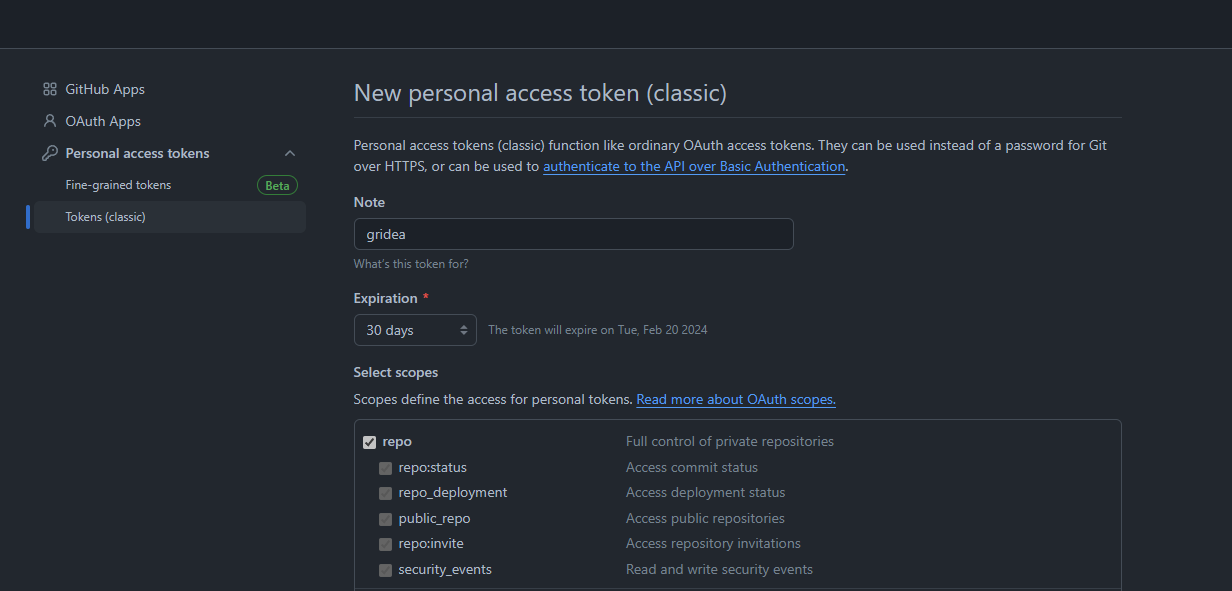 GitHub Apps
OAuth Apps
Personal access tokens
Fine-grained tokens Beta
Tokens (classic)
New personal access token (classic)
Personal access tokens (classic) function like ordinary OAuth access tokens. They can be used instead of a password for Git
over HTTPS, or can be used to authenticate to the API over Basic Authentication.
Note
gridea
What's this token for?
Expiration *
30 days The token will expire on Tue, Feb 20 2024
Select scopes
Scopes define the access for personal tokens. Read more about OAuth scopes.
repo Full control of private repositories
repo:status Access commit status
repo_deployment Access deployment status
public_repo Access public repositories
repo:invite Access repository invitations
security_events Read and write security events